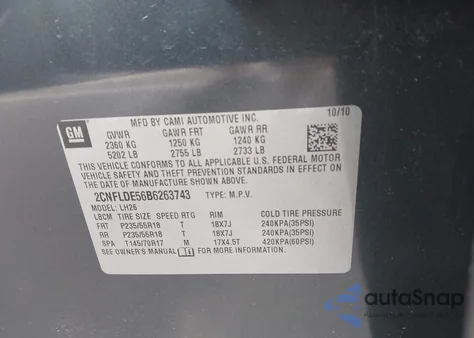 GM
MFD BY CAMI AUTOMOTIVE INC. 10/10
GVWR GAWR FRT GAWR RR
2360 KG 1250 KG 1240 KG
5202 LB 2755 LB 2733 LB
THIS VEHICLE CONFORMS TO ALL APPLICABLE U.S. FEDERAL MOTOR
VEHICLE SAFETY AND THEFT PREVENTION STANDARDS IN EFFECT ON
THE DATE OF MANUFACTURE SHOWN ABOVE.
2CNFLDE56B6263743 TYPE: M.P.V.
MODEL: LH26
TIRE SIZE SPEED RIM COLD TIRE PRESSURE
FRT P235/55R18 T 18X7J 240KPA(35PSI)
RR P235/55R18 T 18X7J 240KPA(35PSI)
SPA T145/70R17 M 17X4.5T 420KPA(60PSI)
SEE OWNER'S MANUAL FOR ADDITIONAL INFORMATION.
autaSnap